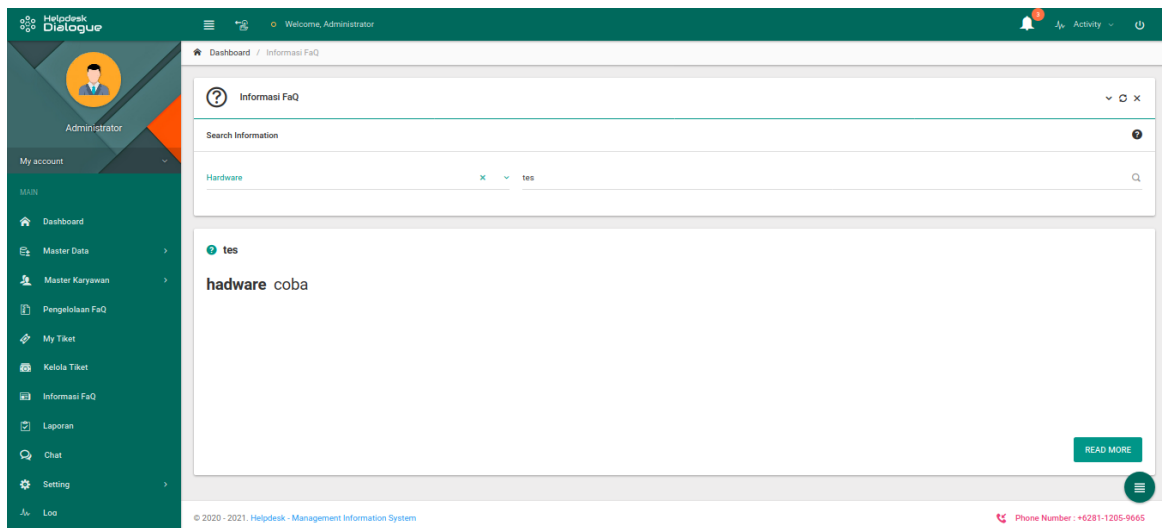 Helpdesk
Dialogue
Welcome, Administrator
3
Activity
Dashboard / Informasi FaQ
Administrator
My account
MAIN
Dashboard
Master Data
Master Karyawan
Pengelolaan FaQ
My Tiket
Kelola Tiket
Informasi FaQ
Laporan
Chat
Setting
Log
Informasi FaQ
Search Information
Hardware
tes
tes
hadware coba
READ MORE
© 2020 - 2021. Helpdesk - Management Information System
Phone Number : +6281-1205-9665